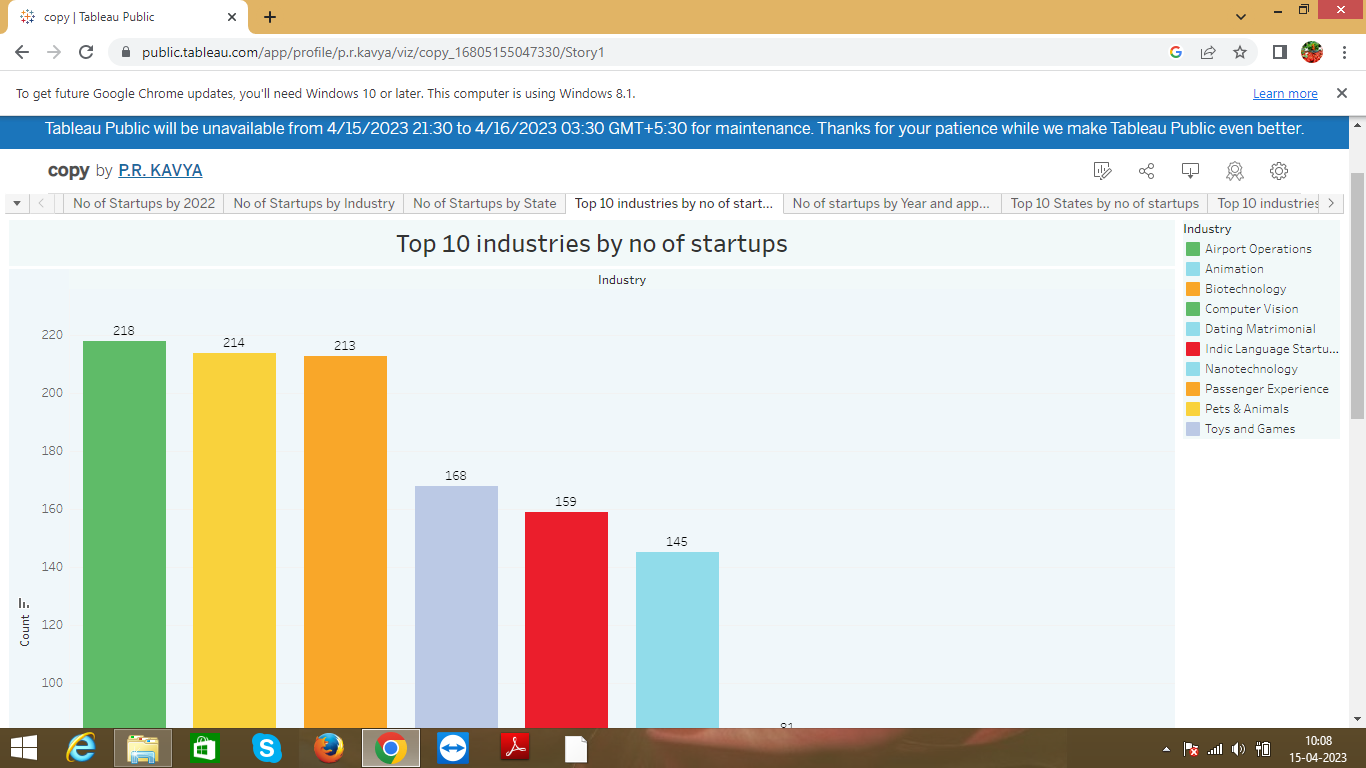 copy | Tableau Public
public.tableau.com/app/profile/p.r.kavya/viz/copy_16805155047330/Story1
To get future Google Chrome updates, you'll need Windows 10 or later. This computer is using Windows 8.1.
Learn more
Tableau Public will be unavailable from 4/15/2023 21:30 to 4/16/2023 03:30 GMT+5:30 for maintenance. Thanks for your patience while we make Tableau Public even better.
copy by P.R. KAVYA
No of Startups by 2022
No of Startups by Industry
No of Startups by State
Top 10 industries by no of start...
No of startups by Year and app...
Top 10 States by no of startups
Top 10 industries
Top 10 industries by no of startups
Industry
220
200
180
160
140
120
100
Count
218
214
213
168
159
145
81
Industry
Airport Operations
Animation
Biotechnology
Computer Vision
Dating Matrimonial
Indic Language Startu...
Nanotechnology
Passenger Experience
Pets & Animals
Toys and Games
10:08
15-04-2023